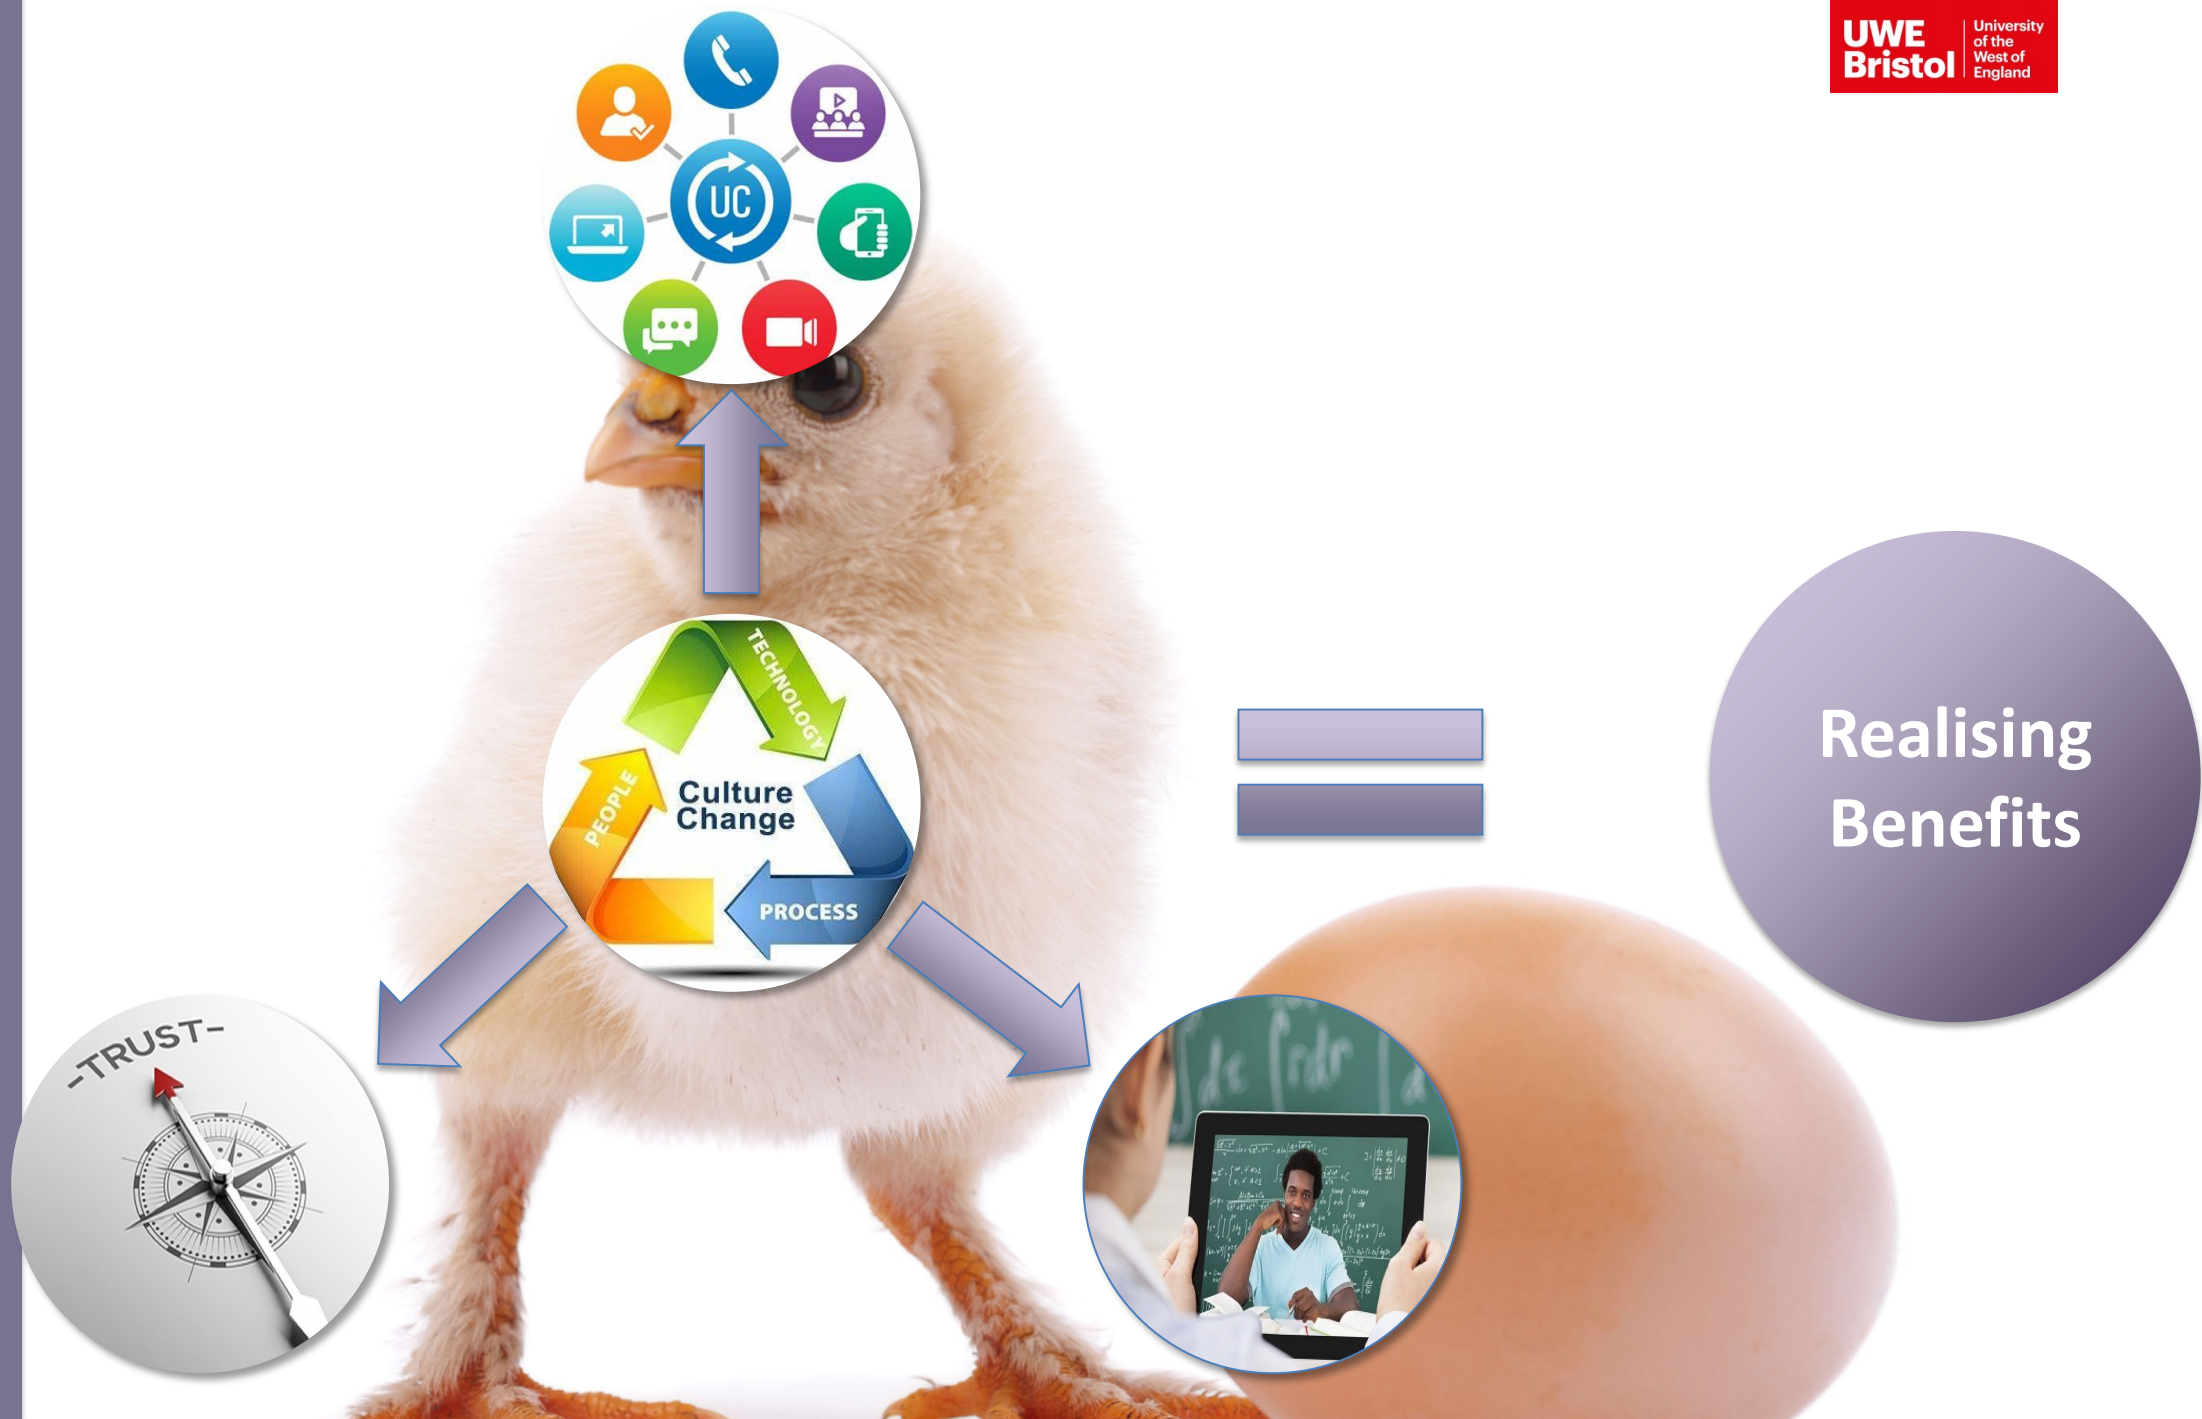 UWE
Bristol
University
of the
West of
England
UC
TECHNOLOGY
PEOPLE
Culture
Change
PROCESS
Realising
Benefits
-TRUST-